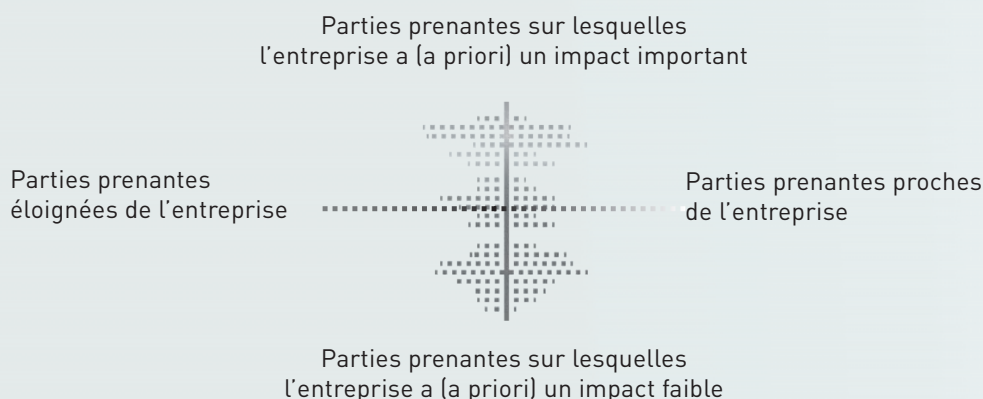 Parties prenantes sur lesquelles
l’entreprise a (a priori) un impact important
Parties prenantes
éloignées de l’entreprise
Parties prenantes proches
de l’entreprise
Parties prenantes sur lesquelles
l’entreprise a (a priori) un impact faible